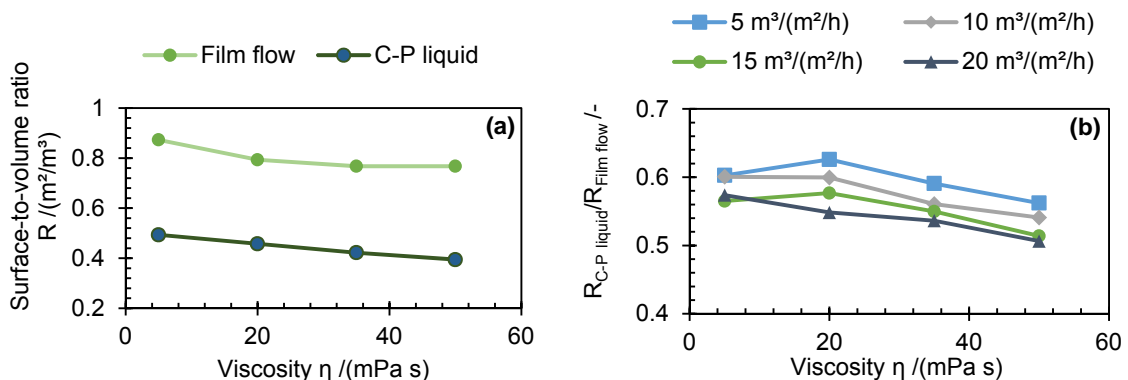 Film flow
C-P liquid
Surface-to-volume ratio
R /(m²/m³)
1
0.8
0.6
0.4
0.2
(a)
0
20
40
60
Viscosity η /(mPa s)
5 m³/(m²/h)
10 m³/(m²/h)
15 m³/(m²/h)
20 m³/(m²/h)
R_C-P liquid/R_Film flow /-
0.7
0.6
0.5
0.4
(b)
0
20
40
60
Viscosity η /(mPa s)